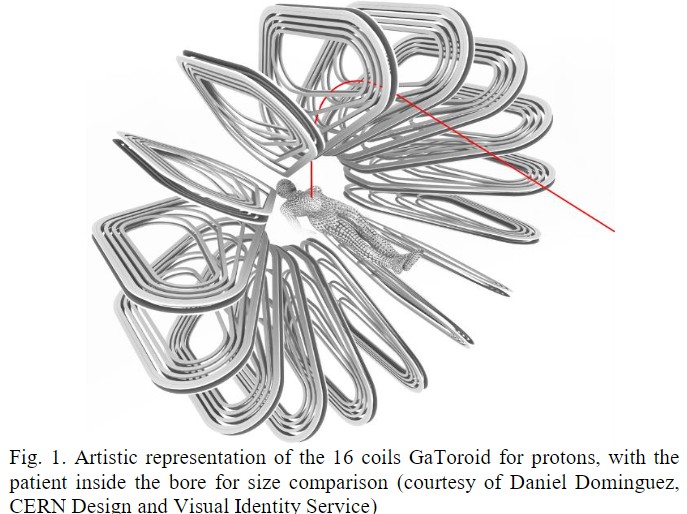 Fig. 1. Artistic representation of the 16 coils GaToroid for protons, with the
patient inside the bore for size comparison (courtesy of Daniel Dominguez,
CERN Design and Visual Identity Service)